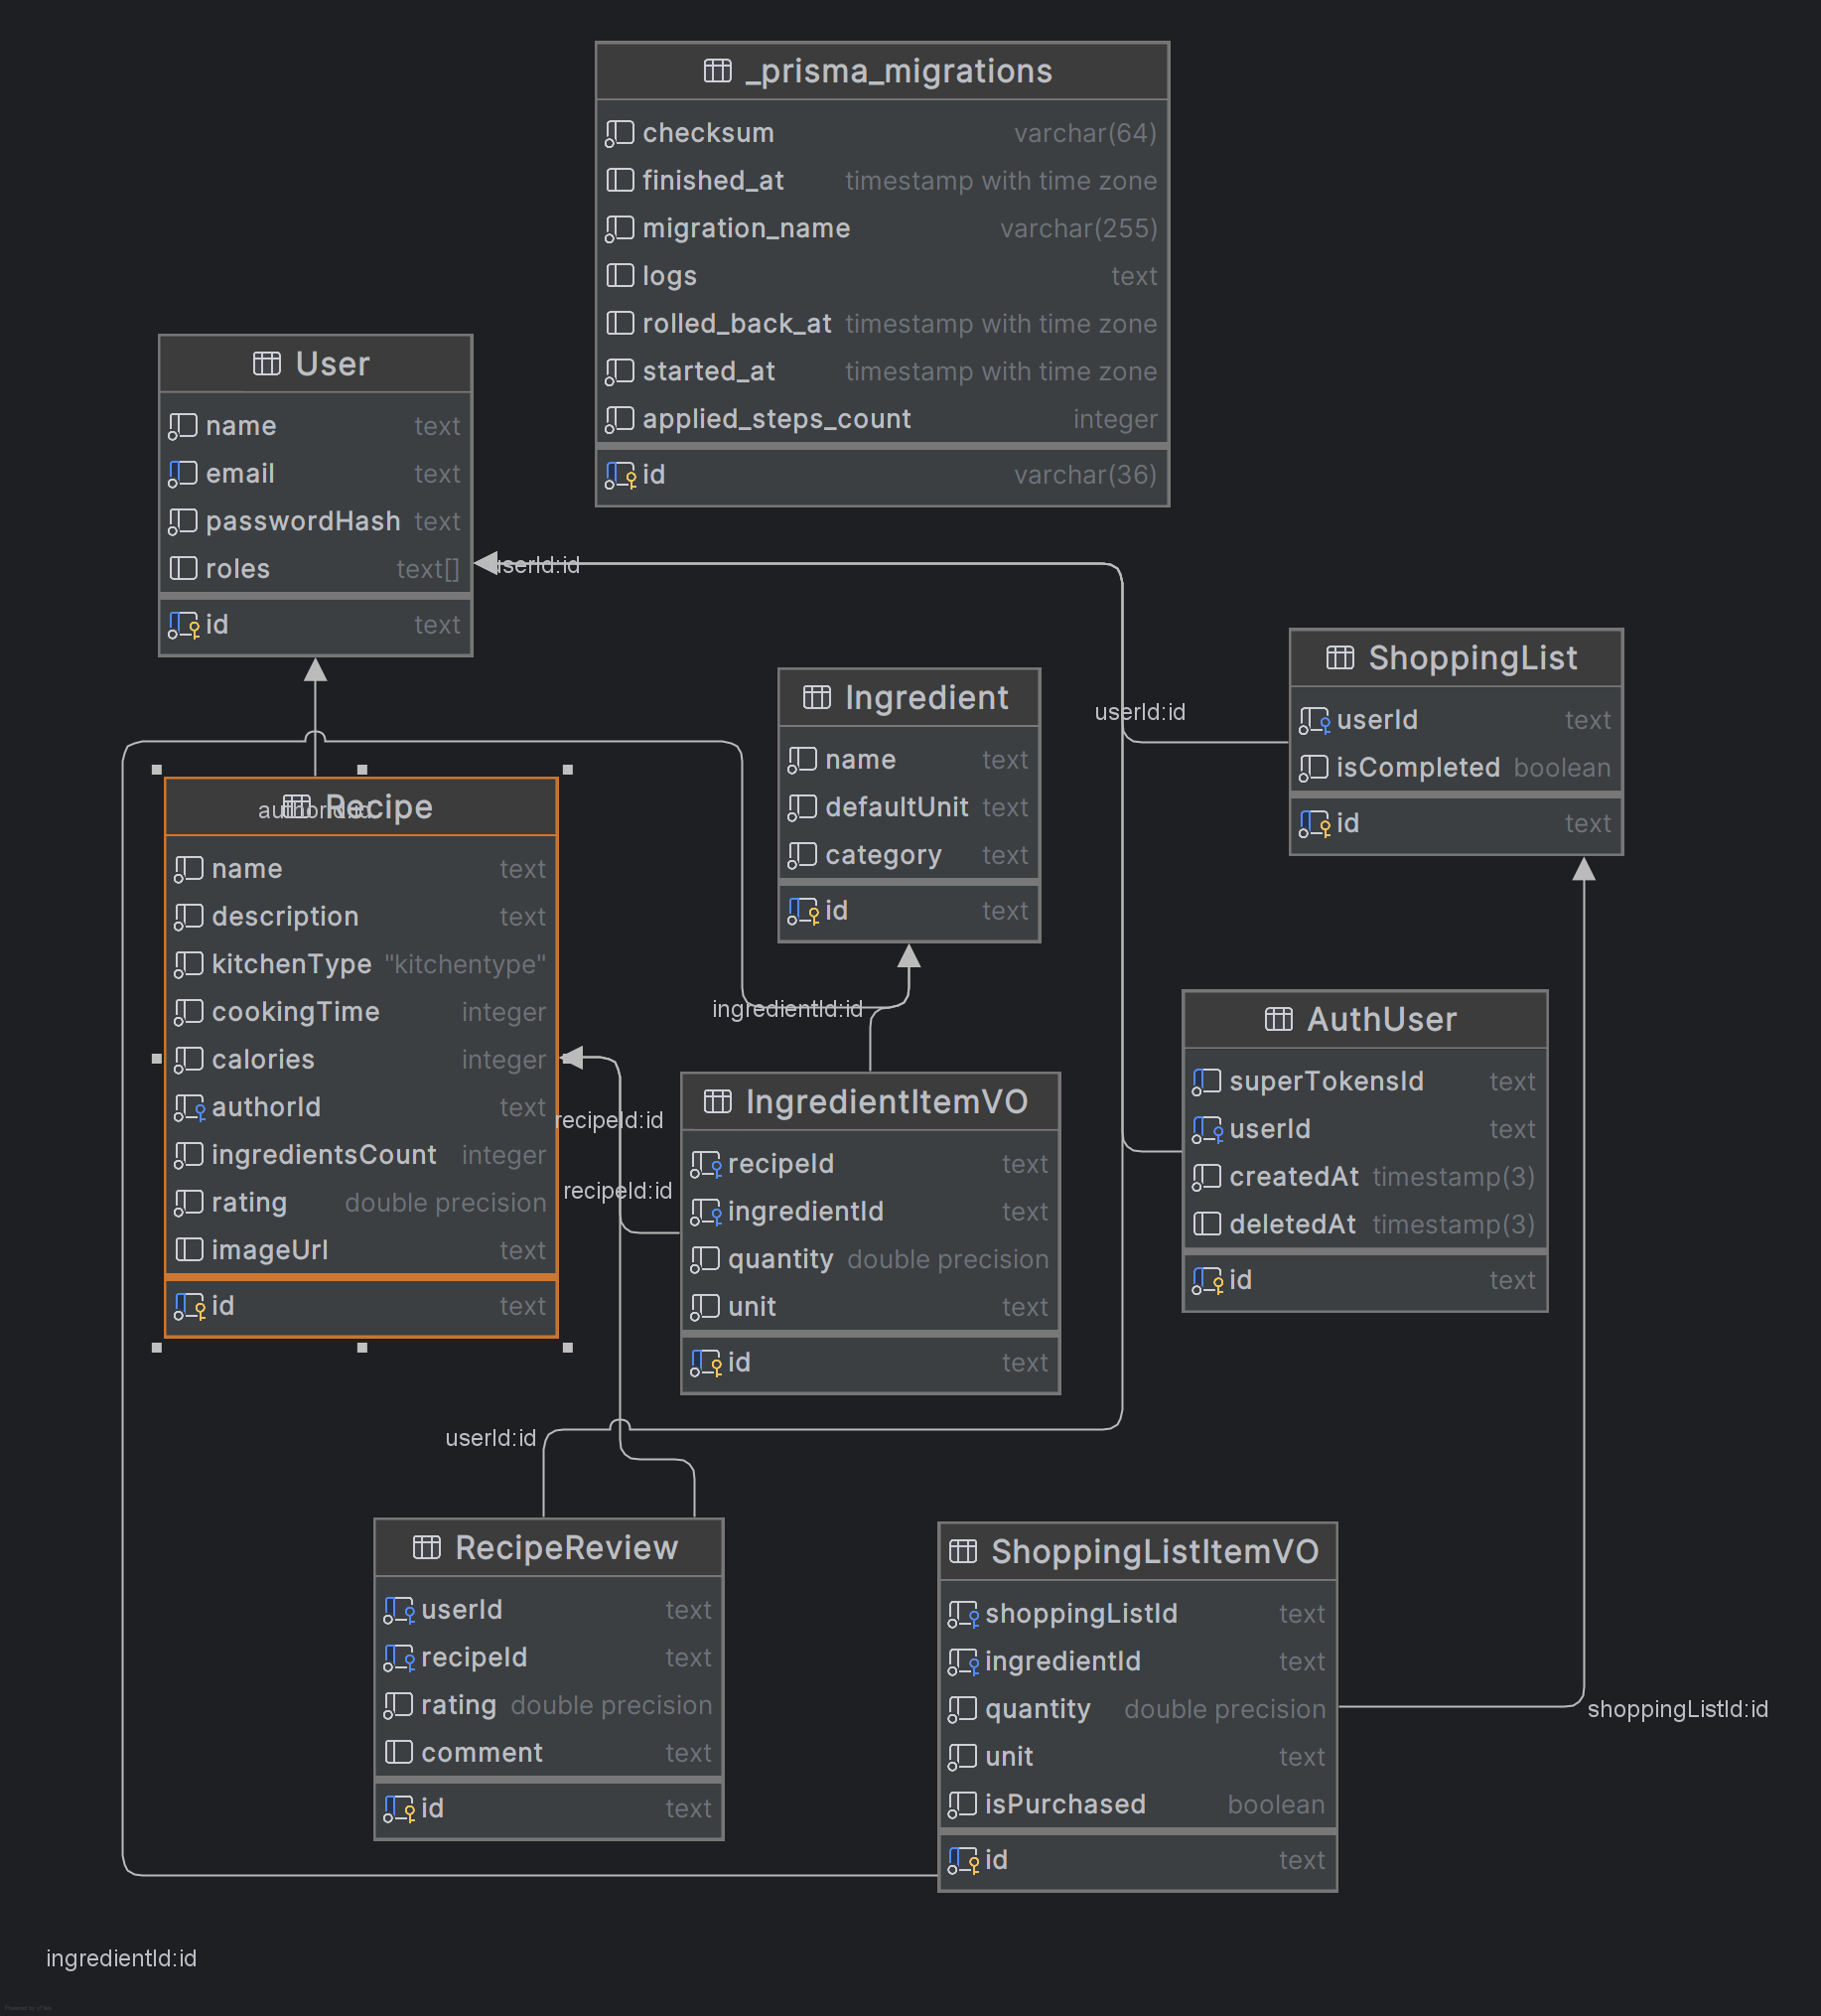 _prisma_migrations
checksum varchar(64)
finished_at timestamp with time zone
migration_name varchar(255)
logs text
rolled_back_at timestamp with time zone
started_at timestamp with time zone
applied_steps_count integer
id varchar(36)
User
name text
email text
passwordHash text
roles text[]
id text
userId:id
ShoppingList
userId text
isCompleted boolean
id text
userId:id
Ingredient
name text
defaultUnit text
category text
id text
authorId:id
Recipe
name text
description text
kitchenType "kitchentype"
cookingTime integer
calories integer
authorId text
ingredientsCount integer
rating double precision
imageUrl text
id text
ingredientId:id
AuthUser
superTokensId text
userId text
createdAt timestamp(3)
deletedAt timestamp(3)
id text
recipeId:id
recipeId:id
IngredientItemVO
recipeId text
ingredientId text
quantity double precision
unit text
id text
userId:id
RecipeReview
userId text
recipeId text
rating double precision
comment text
id text
ShoppingListItemVO
shoppingListId text
ingredientId text
quantity double precision
unit text
isPurchased boolean
id text
shoppingListId:id
ingredientId:id
Powered by yFiles